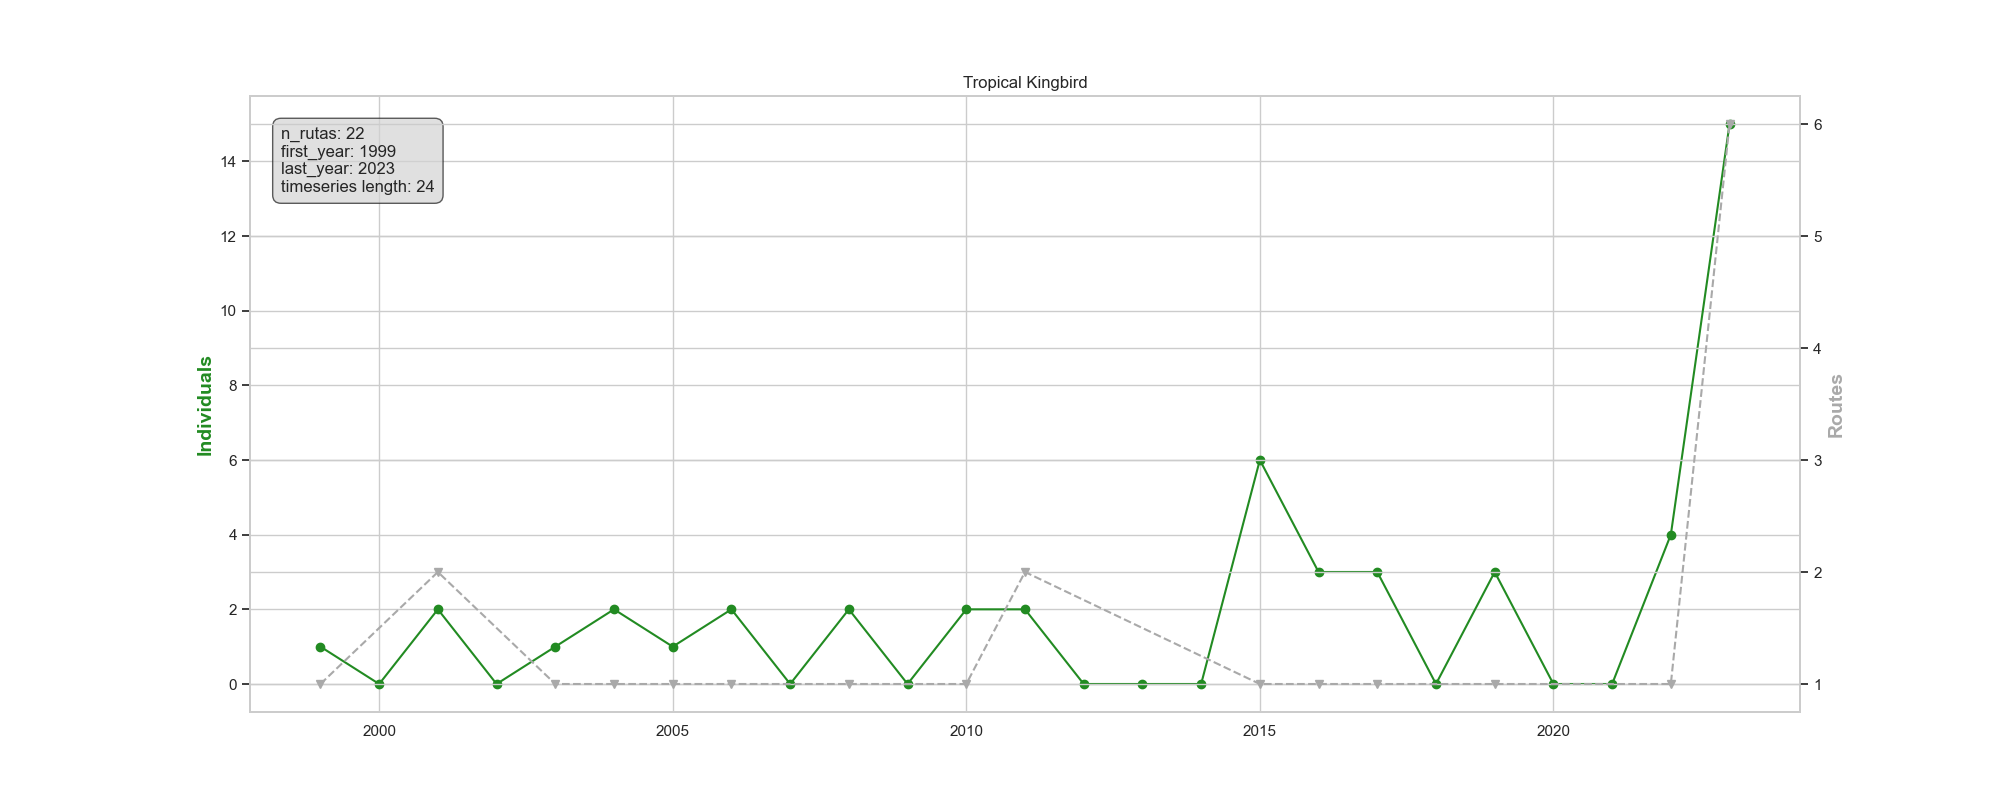 Tropical Kingbird
n_rutas: 22
first_year: 1999
last_year: 2023
timeseries length: 24
14
12
10
8
6
4
2
0
Individuals
6
5
4
3
2
1
Routes
2000
2005
2010
2015
2020